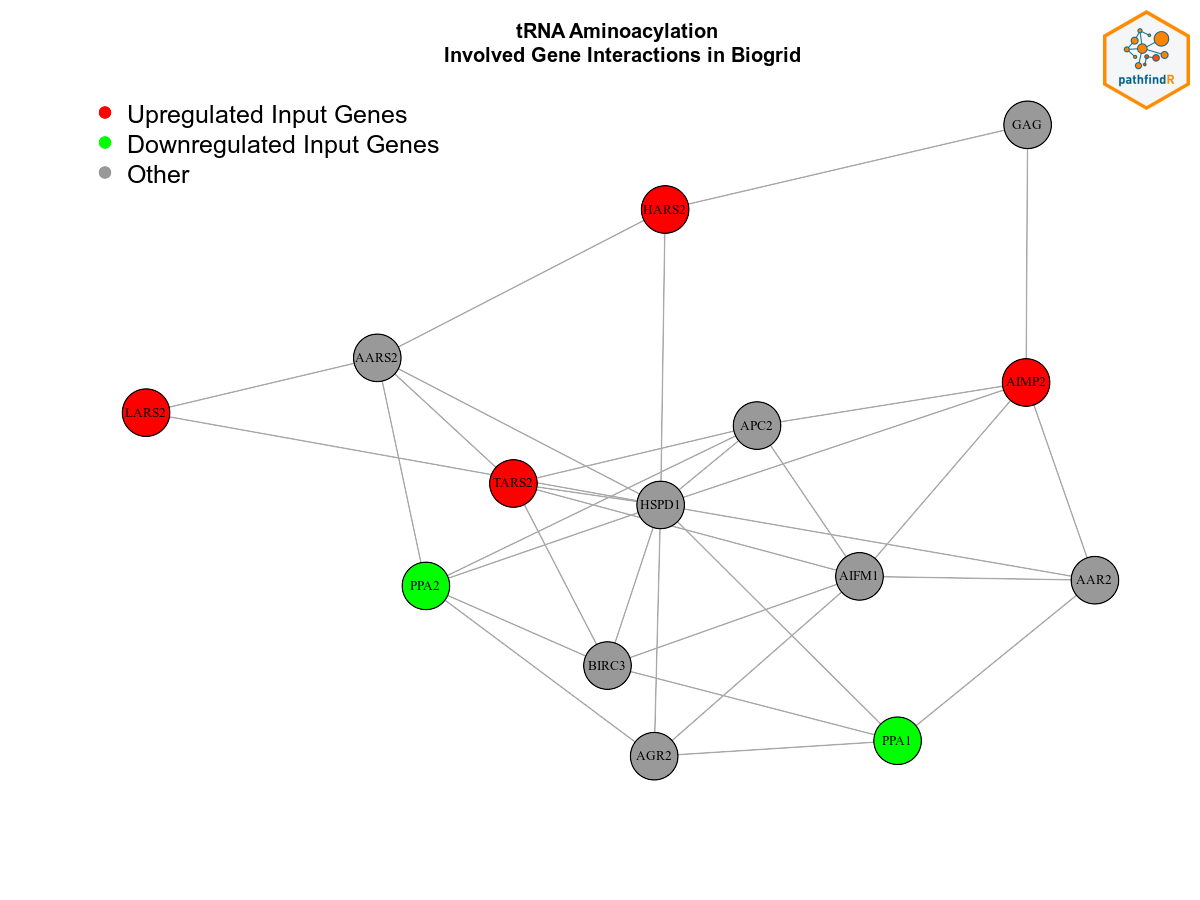 tRNA Aminoacylation
Involved Gene Interactions in Biogrid
pathfindR
Upregulated Input Genes
Downregulated Input Genes
Other
GAG
HARS2
AARS2
AIMP2
LARS2
APC2
TARS2
HSPD1
AIFM1
AAR2
PPA2
BIRC3
PPA1
AGR2